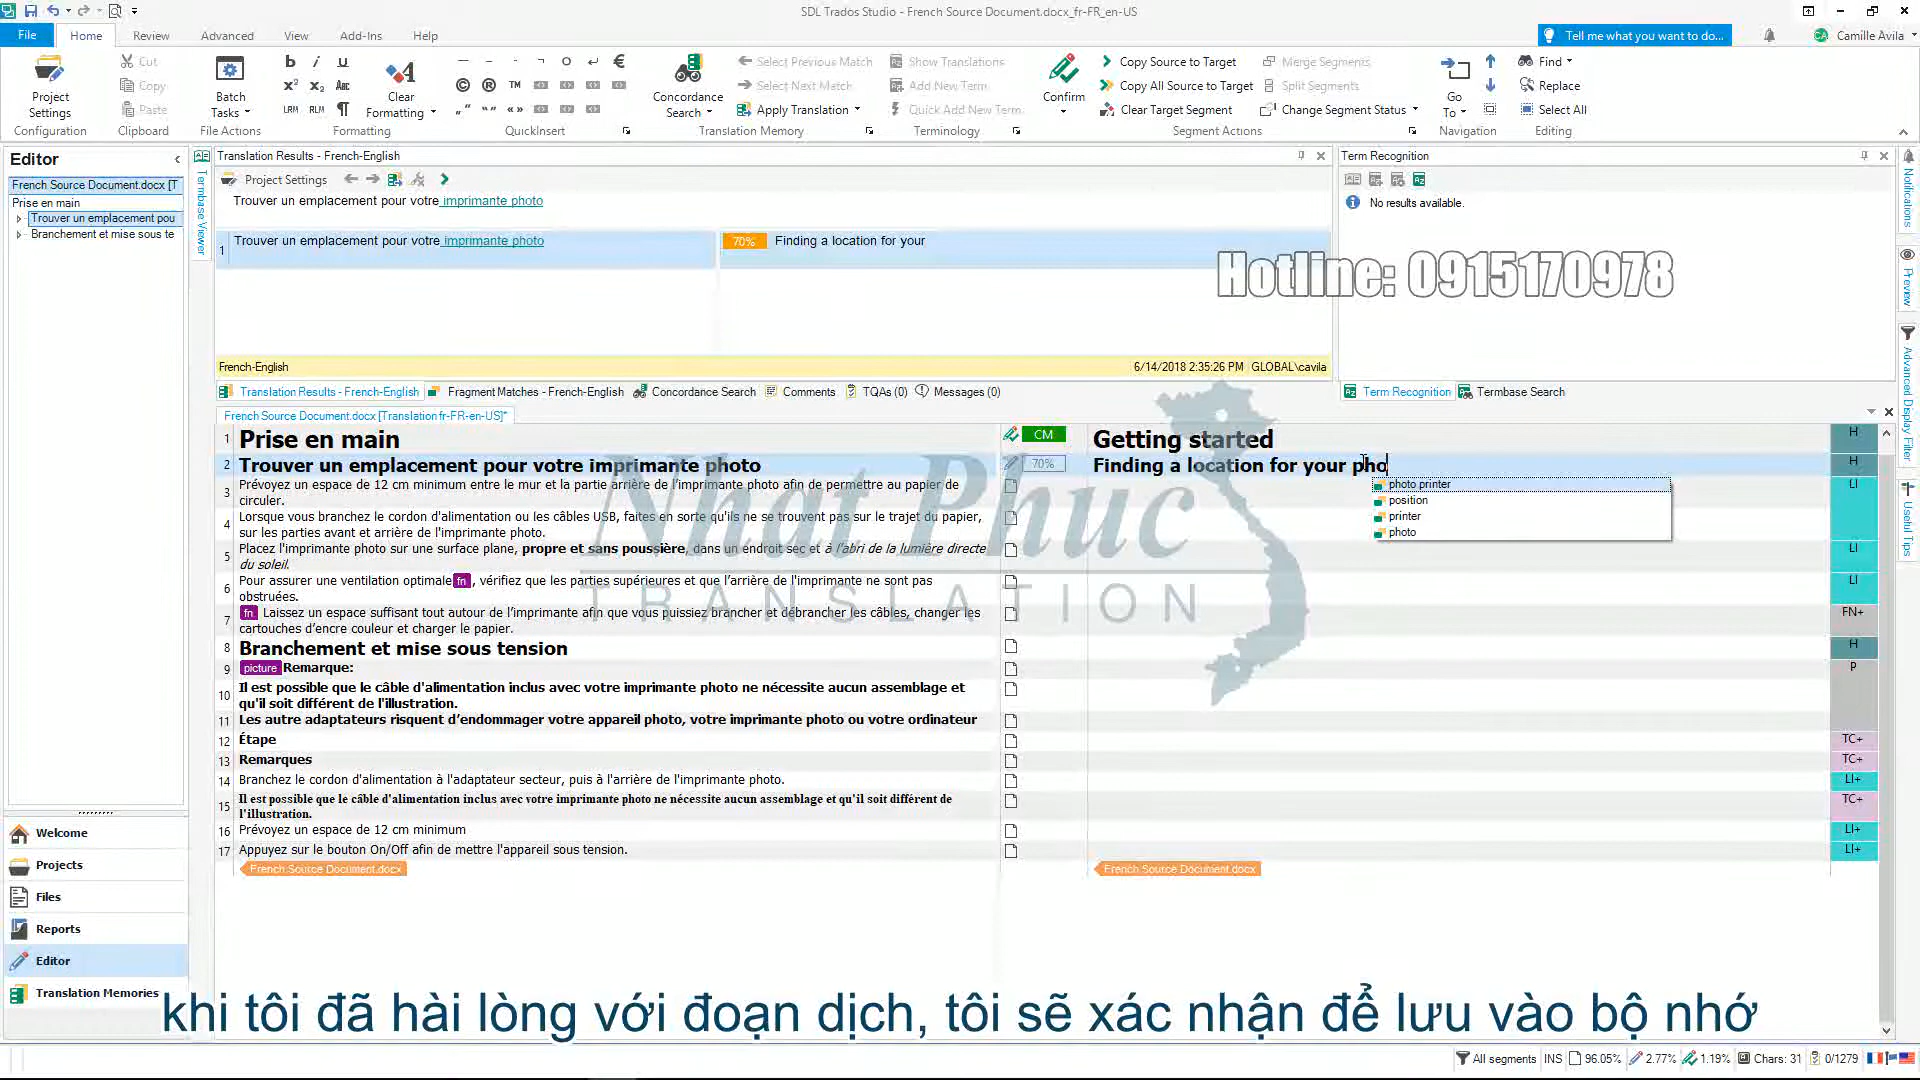 SDL Trados Studio - French Source Document.docx_fr-FR_en-US
File Home Review Advanced View Add-Ins Help
Tell me what you want to do...
CA Camille Avila
Project Settings
Configuration
Cut
Copy
Paste
Clipboard
Batch Tasks
File Actions
Clear Formatting
Formatting
QuickInsert
Concordance Search
Select Previous Match
Select Next Match
Apply Translation
Translation Memory
Show Translations
Add New Term
Quick Add New Term
Terminology
Confirm
Copy Source to Target
Copy All Source to Target
Clear Target Segment
Merge Segments
Split Segments
Change Segment Status
Segment Actions
Go To
Navigation
Find
Replace
Select All
Editing
Editor
French Source Document.docx [T
Prise en main
Trouver un emplacement pou
Branchement et mise sous te
Termbase Viewer
Translation Results - French-English
Project Settings
Trouver un emplacement pour votre imprimante photo
1 Trouver un emplacement pour votre imprimante photo 70% Finding a location for your
French-English 6/14/2018 2:35:26 PM GLOBAL\cavila
Translation Results - French-English Fragment Matches - French-English Concordance Search Comments TQAs (0) Messages (0)
Term Recognition
No results available.
Hotline: 0915170978
Term Recognition Termbase Search
Notifications
Preview
Advanced Display Filter
Useful Tips
French Source Document.docx [Translation fr-FR-en-US]*
1 Prise en main CM Getting started H
2 Trouver un emplacement pour votre imprimante photo 70% Finding a location for your pho H
photo printer
position
printer
photo
3 Prévoyez un espace de 12 cm minimum entre le mur et la partie arrière de l'imprimante photo afin de permettre au papier de LI
circuler.
4 Lorsque vous branchez le cordon d'alimentation ou les câbles USB, faites en sorte qu'ils ne se trouvent pas sur le trajet du papier,
sur les parties avant et arrière de l'imprimante photo.
5 Placez l'imprimante photo sur une surface plane, propre et sans poussière, dans un endroit sec et à l'abri de la lumière directe LI
du soleil.
6 Pour assurer une ventilation optimale fn , vérifiez que les parties supérieures et que l'arrière de l'imprimante ne sont pas LI
obstruées.
7 fn Laissez un espace suffisant tout autour de l'imprimante afin que vous puissiez brancher et débrancher les câbles, changer les FN+
cartouches d'encre couleur et charger le papier.
8 Branchement et mise sous tension H
9 picture Remarque: P
10 Il est possible que le câble d'alimentation inclus avec votre imprimante photo ne nécessite aucun assemblage et
qu'il soit différent de l'illustration.
11 Les autre adaptateurs risquent d'endommager votre appareil photo, votre imprimante photo ou votre ordinateur
12 Étape TC+
13 Remarques TC+
14 Branchez le cordon d'alimentation à l'adaptateur secteur, puis à l'arrière de l'imprimante photo. LI+
15 Il est possible que le câble d'alimentation inclus avec votre imprimante photo ne nécessite aucun assemblage et qu'il soit différent de TC+
l'illustration.
16 Prévoyez un espace de 12 cm minimum LI+
17 Appuyez sur le bouton On/Off afin de mettre l'appareil sous tension. LI+
French Source Document.docx French Source Document.docx
Nhat Phuc
TRANSLATION
Welcome
Projects
Files
Reports
Editor
Translation Memories
khi tôi đã hài lòng với đoạn dịch, tôi sẽ xác nhận để lưu vào bộ nhớ
All segments INS 96.05% 2.77% 1.19% Chars: 31 0/1279